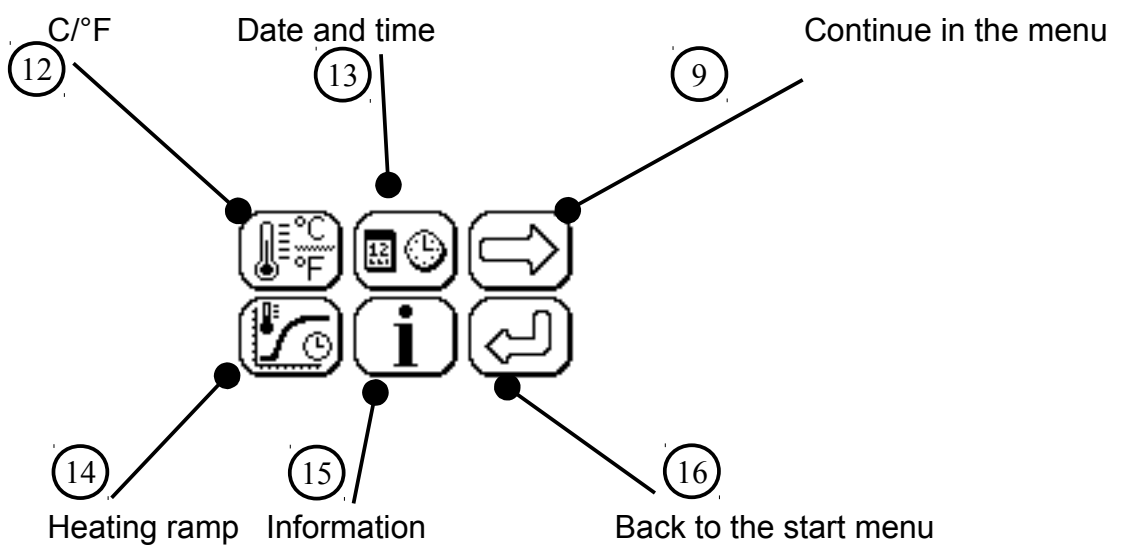 C/°F Date and time Continue in the menu
12 13 9
°C
°F
12
14 15 16
Heating ramp Information Back to the start menu